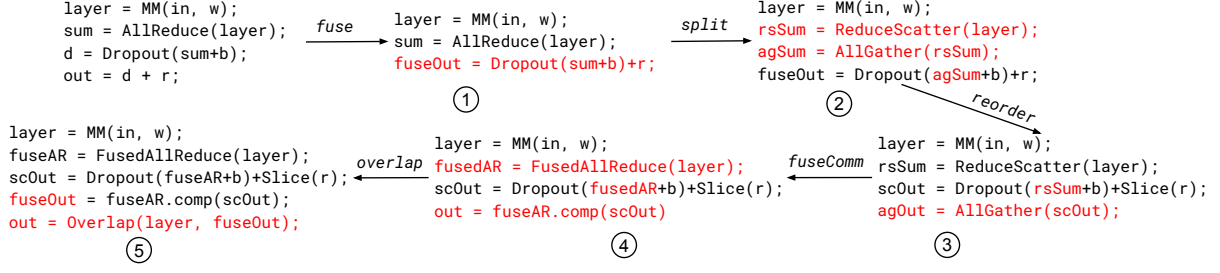 layer = MM(in, w);
sum = AllReduce(layer);
d = Dropout(sum+b);
out = d + r;
fuse
layer = MM(in, w);
sum = AllReduce(layer);
fuseOut = Dropout(sum+b)+r;
1
split
layer = MM(in, w);
rsSum = ReduceScatter(layer);
agSum = AllGather(rsSum);
fuseOut = Dropout(agSum+b)+r;
2
reorder
layer = MM(in, w);
rsSum = ReduceScatter(layer);
scOut = Dropout(rsSum+b)+Slice(r);
agOut = AllGather(scOut);
3
fuseComm
layer = MM(in, w);
fusedAR = FusedAllReduce(layer);
scOut = Dropout(fusedAR+b)+Slice(r);
out = fuseAR.comp(scOut)
4
overlap
layer = MM(in, w);
fuseAR = FusedAllReduce(layer);
scOut = Dropout(fuseAR+b)+Slice(r);
fuseOut = fuseAR.comp(scOut);
out = Overlap(layer, fuseOut);
5